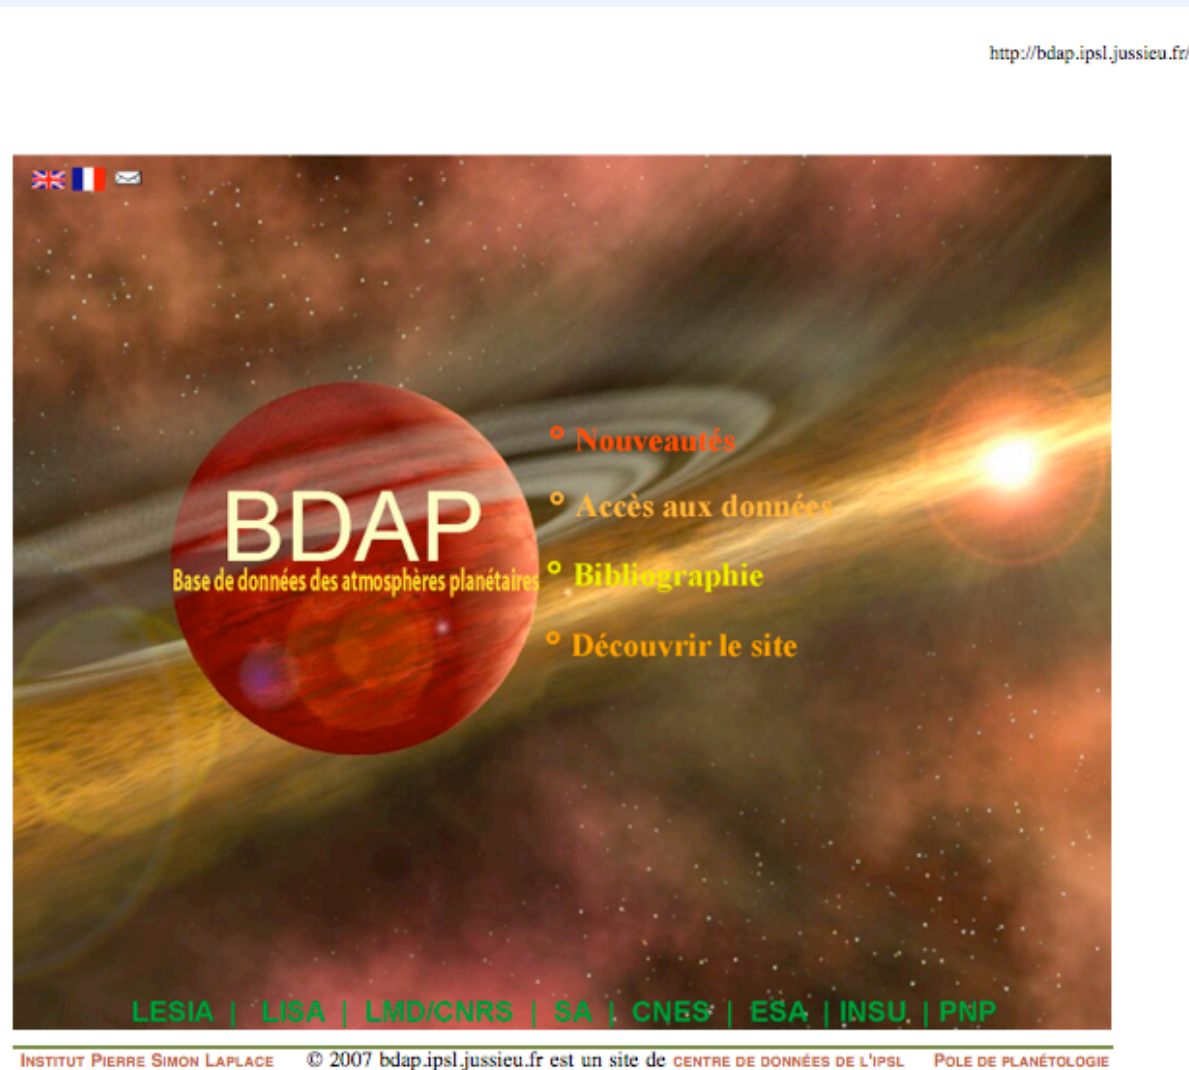 http://bdap.ipsl.jussieu.fr/
° Nouveautés
BDAP
° Accès aux données
Base de données des atmosphères planétaires
° Bibliographie
° Découvrir le site
LESIA | LISA | LMD/CNRS | SA | CNES | ESA | INSU | PNP
INSTITUT PIERRE SIMON LAPLACE © 2007 bdap.ipsl.jussieu.fr est un site de CENTRE DE DONNÉES DE L'IPSL POLE DE PLANÉTOLOGIE